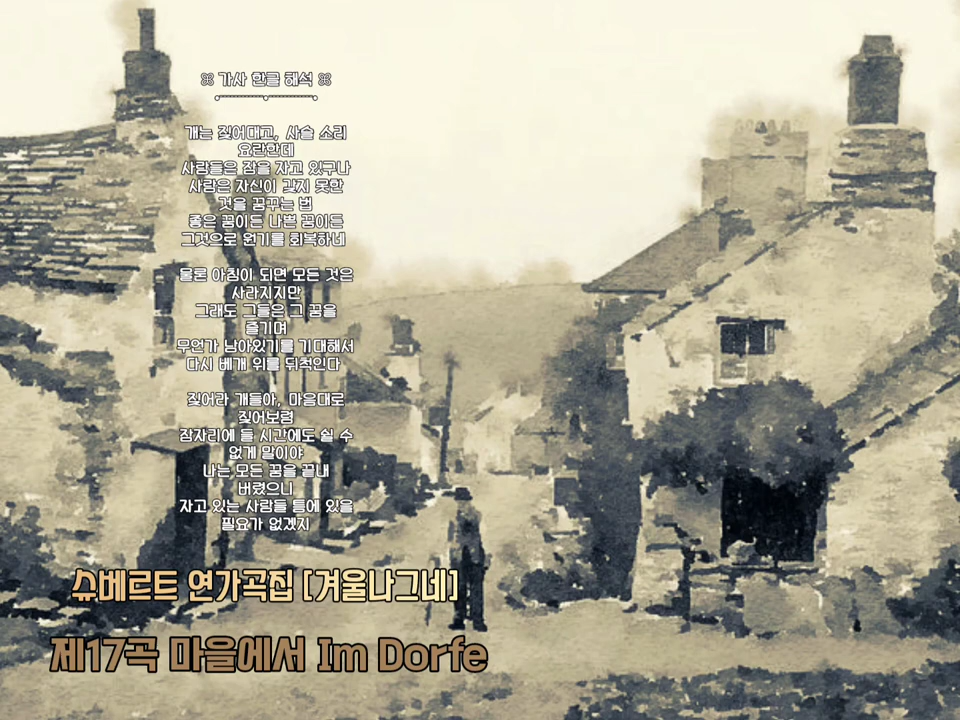 꽃 가사 한글 해석 꽃
개는 짖어대고, 사슬 소리
요란한데
사람들은 잠을 자고 있구나
사람은 자신이 갖지 못한
것을 꿈꾸는 법
좋은 꿈이든 나쁜 꿈이든
그것으로 원기를 회복하네
물론 아침이 되면 모든 것은
사라지지만
그래도 그들은 그 꿈을
즐기며
무언가 남아있기를 기대해서
다시 베개 위를 뒤척인다
짖어라 개들아, 마음대로
짖어보렴
잠자리에 들 시간에도 쉴 수
없게 말이야
나는 모든 꿈을 끝내
버렸으니
자고 있는 사람들 틈에 있을
필요가 없겠지
슈베르트 연가곡집 [겨울나그네]
제17곡 마을에서 Im Dorfe